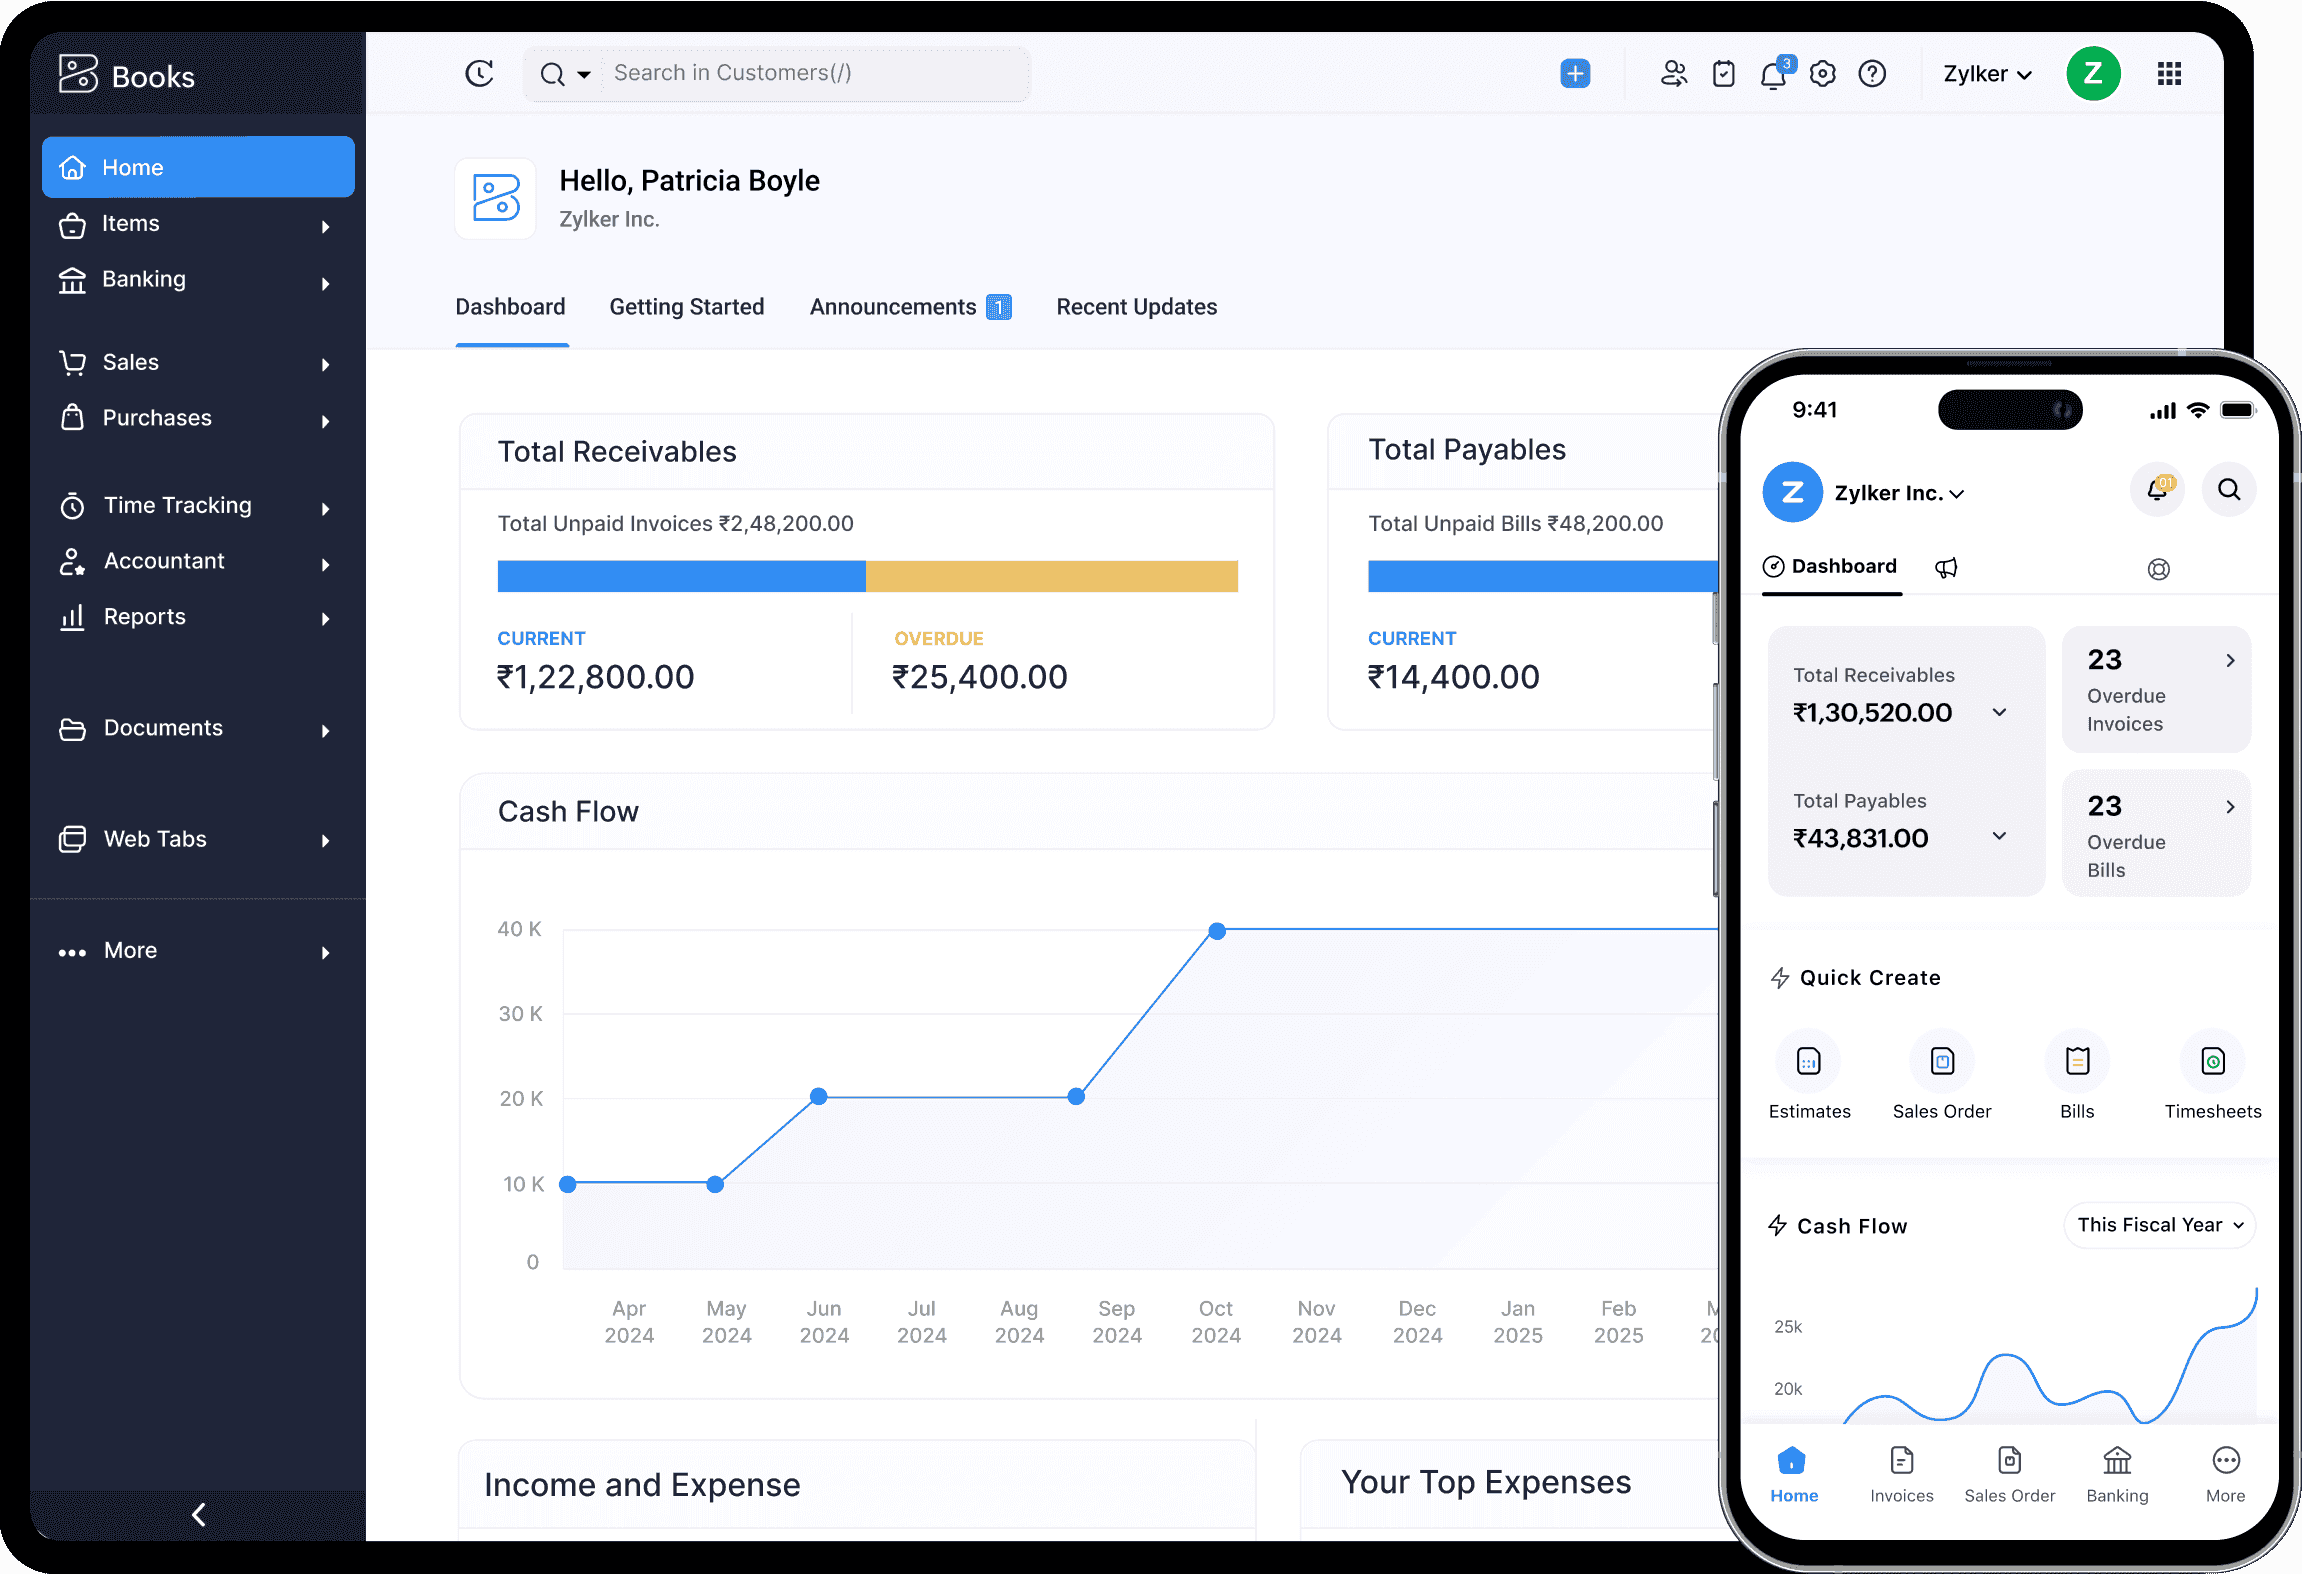 Books
Search in Customers(/)
3
Zylker
Z
Home
Items
Banking
Sales
Purchases
Time Tracking
Accountant
Reports
Documents
Web Tabs
More
Hello, Patricia Boyle
Zylker Inc.
Dashboard
Getting Started
Announcements 1
Recent Updates
Total Receivables
Total Unpaid Invoices ₹2,48,200.00
CURRENT
₹1,22,800.00
OVERDUE
₹25,400.00
Total Payables
Total Unpaid Bills ₹48,200.00
CURRENT
₹14,400.00
Cash Flow
40 K
30 K
20 K
10 K
0
Apr
2024
May
2024
Jun
2024
Jul
2024
Aug
2024
Sep
2024
Oct
2024
Nov
2024
Dec
2024
Jan
2025
Feb
2025
Income and Expense
Your Top Expenses
9:41
Z
Zylker Inc.
01
Dashboard
Total Receivables
₹1,30,520.00
Total Payables
₹43,831.00
23
Overdue
Invoices
23
Overdue
Bills
Quick Create
Estimates
Sales Order
Bills
Timesheets
Cash Flow
This Fiscal Year
25k
20k
Home
Invoices
Sales Order
Banking
More